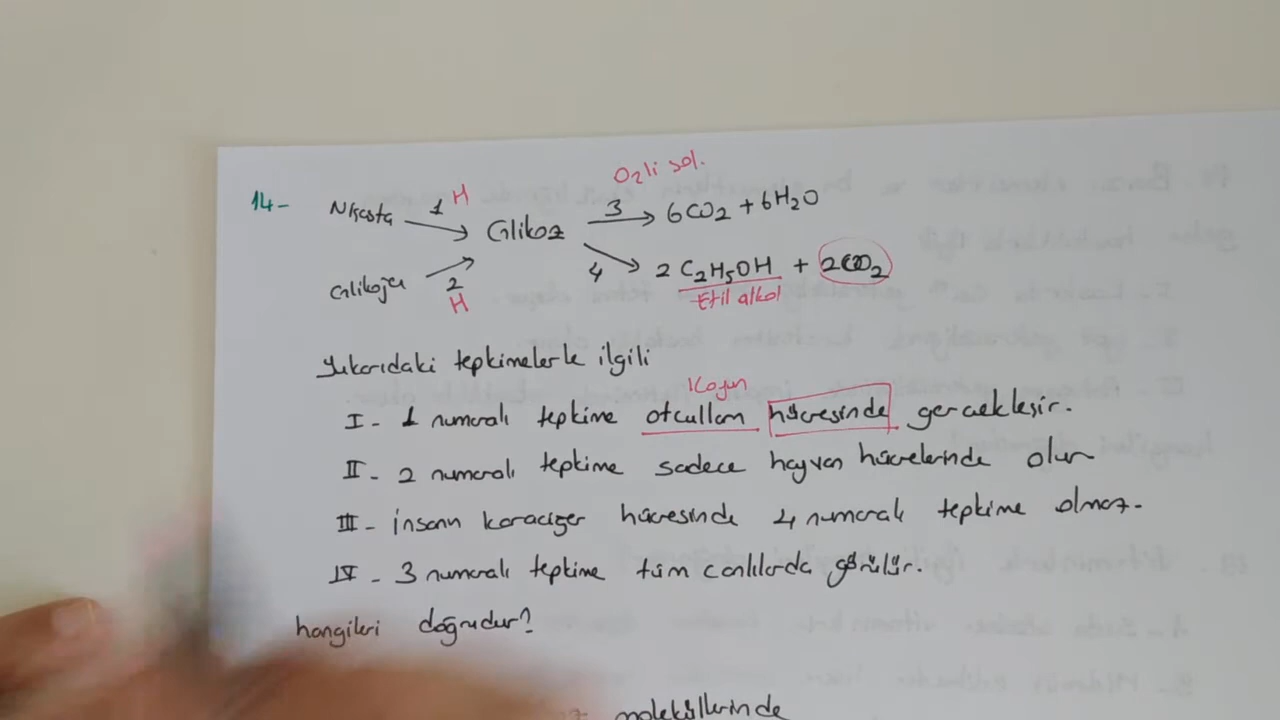 O₂li sol.
14- Nişasta 1 H Glikoz 3 6CO₂ + 6H₂O
Glikojen 2 H 4 2 C₂H₅OH + 2CO₂
Etil alkol
Yukarıdaki tepkimelerle ilgili
Koyun
I - 1 numaralı tepkime otculların hücresinde gerçekleşir.
II - 2 numaralı tepkime sadece hayvan hücrelerinde olur
III - insanın karaciğer hücresinde 4 numaralı tepkime olmaz.
IV - 3 numaralı tepkime tüm canlılarda görülür.
hangileri doğrudur?
moleküllerinde